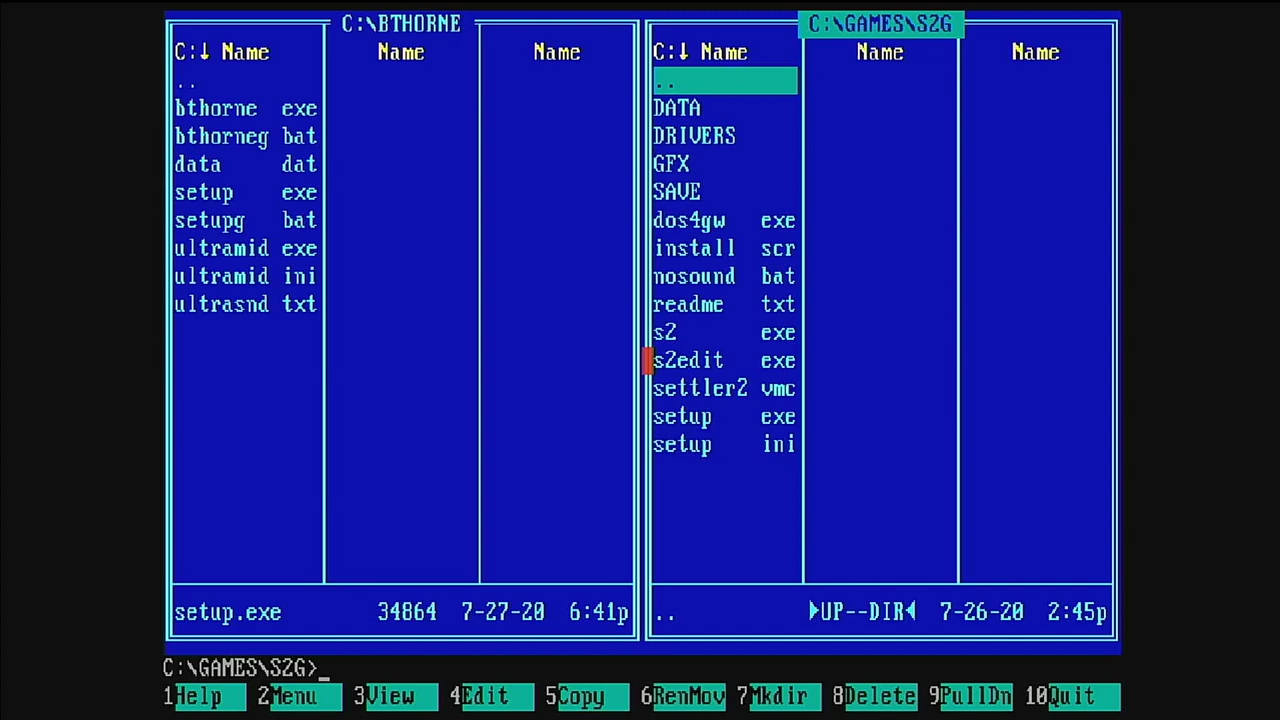 C:\BTHORNE
C:↓ Name Name Name
..
bthorne exe
bthorneg bat
data dat
setup exe
setupg bat
ultramid exe
ultramid ini
ultrasnd txt
setup.exe 34864 7-27-20 6:41p
C:\GAMES\S2G
C:↓ Name Name Name
..
DATA
DRIVERS
GFX
SAVE
dos4gw exe
install scr
nosound bat
readme txt
s2 exe
s2edit exe
settler2 vmc
setup exe
setup ini
.. ►UP--DIR◄ 7-26-20 2:45p
C:\GAMES\S2G>_
1Help 2Menu 3View 4Edit 5Copy 6RenMov 7Mkdir 8Delete 9PullDn 10Quit